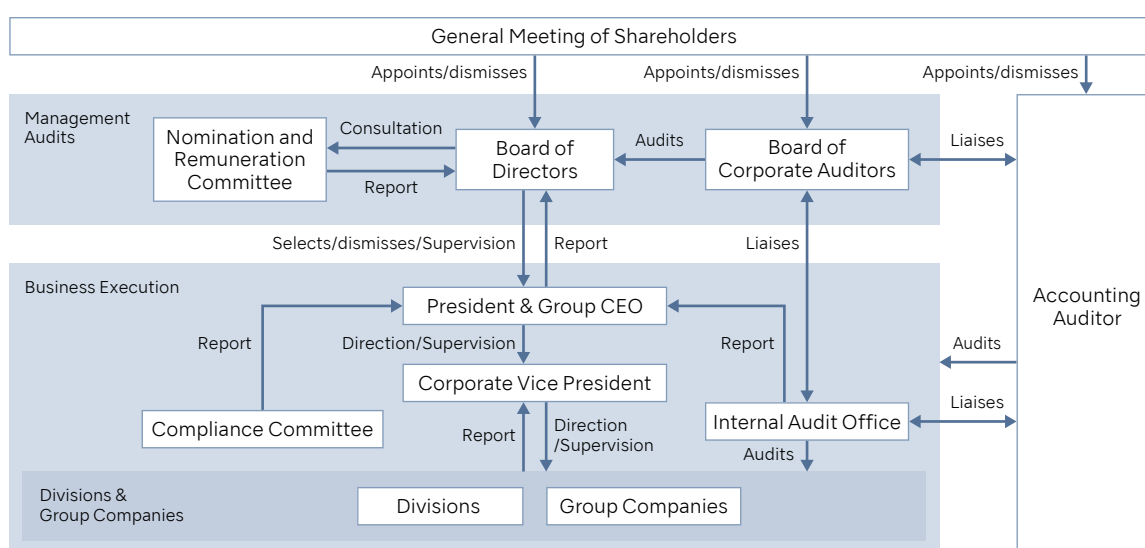 General Meeting of Shareholders
Appoints/dismisses
Appoints/dismisses
Appoints/dismisses
Management
Audits
Nomination and
Remuneration
Committee
Consultation
Report
Board of
Directors
Audits
Board of
Corporate Auditors
Liaises
Selects/dismisses/Supervision
Report
Liaises
Business Execution
President & Group CEO
Accounting
Auditor
Report
Direction/Supervision
Report
Audits
Corporate Vice President
Compliance Committee
Report
Direction
/Supervision
Internal Audit Office
Liaises
Audits
Divisions &
Group Companies
Divisions
Group Companies